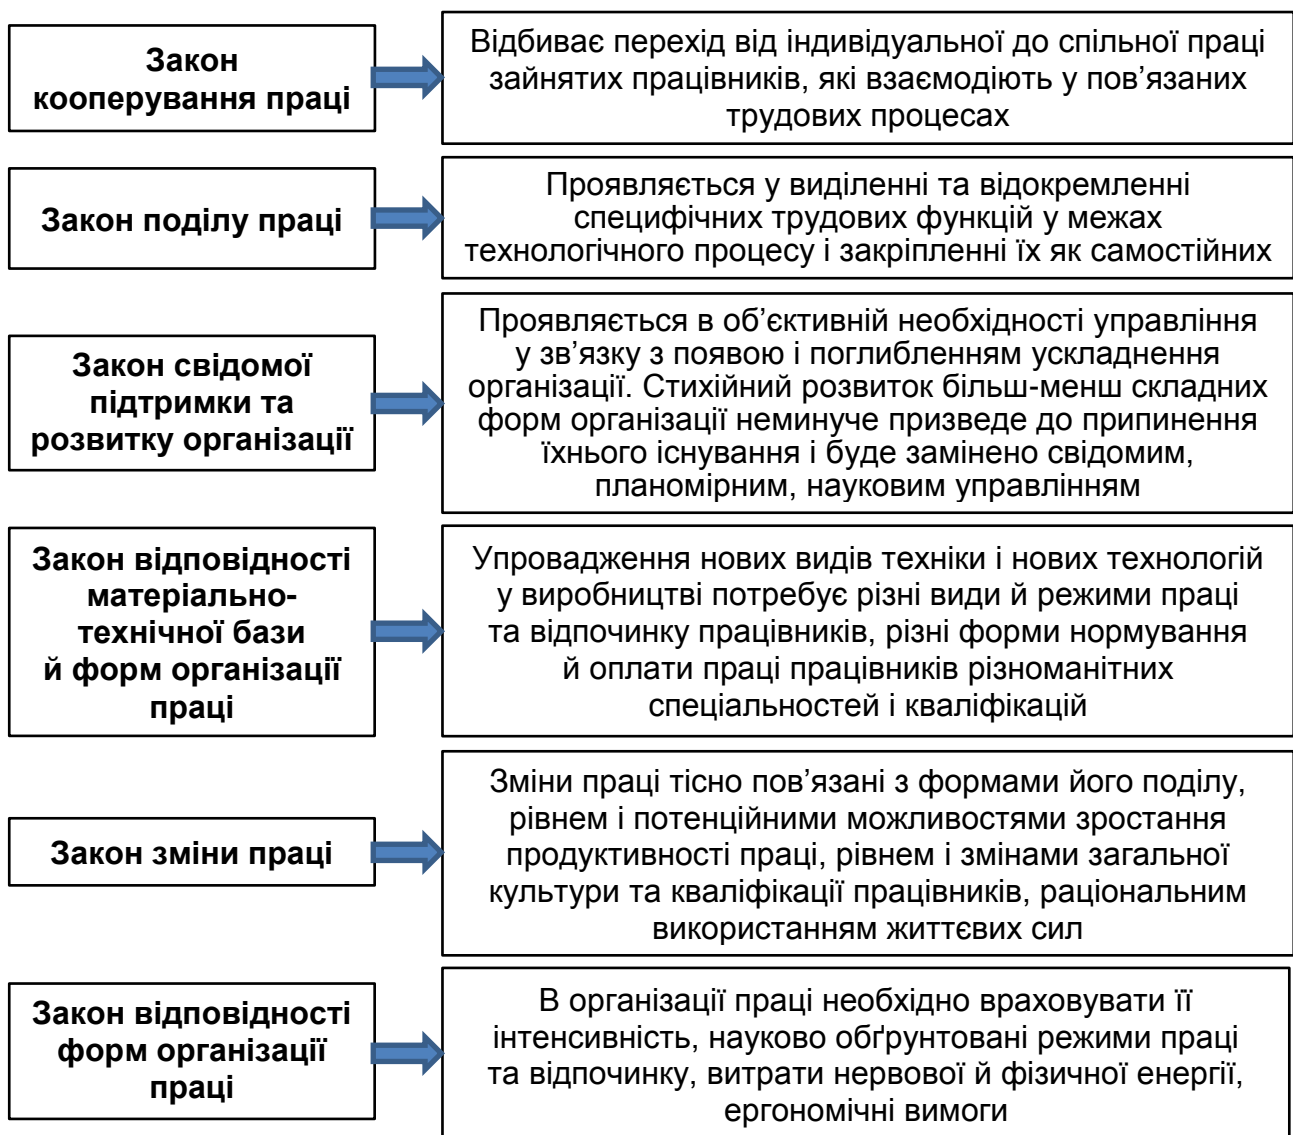 Закон
кооперування праці
Відбиває перехід від індивідуальної до спільної праці
зайнятих працівників, які взаємодіють у пов’язаних
трудових процесах
Закон поділу праці
Проявляється у виділенні та відокремленні
специфічних трудових функцій у межах
технологічного процесу і закріпленні їх як самостійних
Закон свідомої
підтримки та
розвитку організації
Проявляється в об’єктивній необхідності управління
у зв’язку з появою і поглибленням ускладнення
організації. Стихійний розвиток більш-менш складних
форм організації неминуче призведе до припинення
їхнього існування і буде замінено свідомим,
планомірним, науковим управлінням
Закон відповідності
матеріально-
технічної бази
й форм організації
праці
Упровадження нових видів техніки і нових технологій
у виробництві потребує різні види й режими праці
та відпочинку працівників, різні форми нормування
й оплати праці працівників різноманітних
спеціальностей і кваліфікацій
Закон зміни праці
Зміни праці тісно пов’язані з формами його поділу,
рівнем і потенційними можливостями зростання
продуктивності праці, рівнем і змінами загальної
культури та кваліфікації працівників, раціональним
використанням життєвих сил
Закон відповідності
форм організації
праці
В організації праці необхідно враховувати її
інтенсивність, науково обґрунтовані режими праці
та відпочинку, витрати нервової й фізичної енергії,
ергономічні вимоги